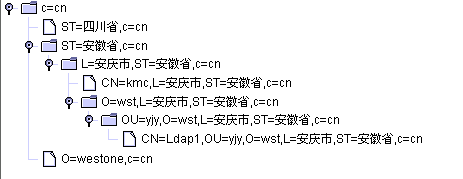 c=cn
ST=四川省,c=cn
ST=安徽省,c=cn
L=安庆市,ST=安徽省,c=cn
CN=kmc,L=安庆市,ST=安徽省,c=cn
O=wst,L=安庆市,ST=安徽省,c=cn
OU=yjy,O=wst,L=安庆市,ST=安徽省,c=cn
CN=Ldap1,OU=yjy,O=wst,L=安庆市,ST=安徽省,c=cn
O=westone,c=cn